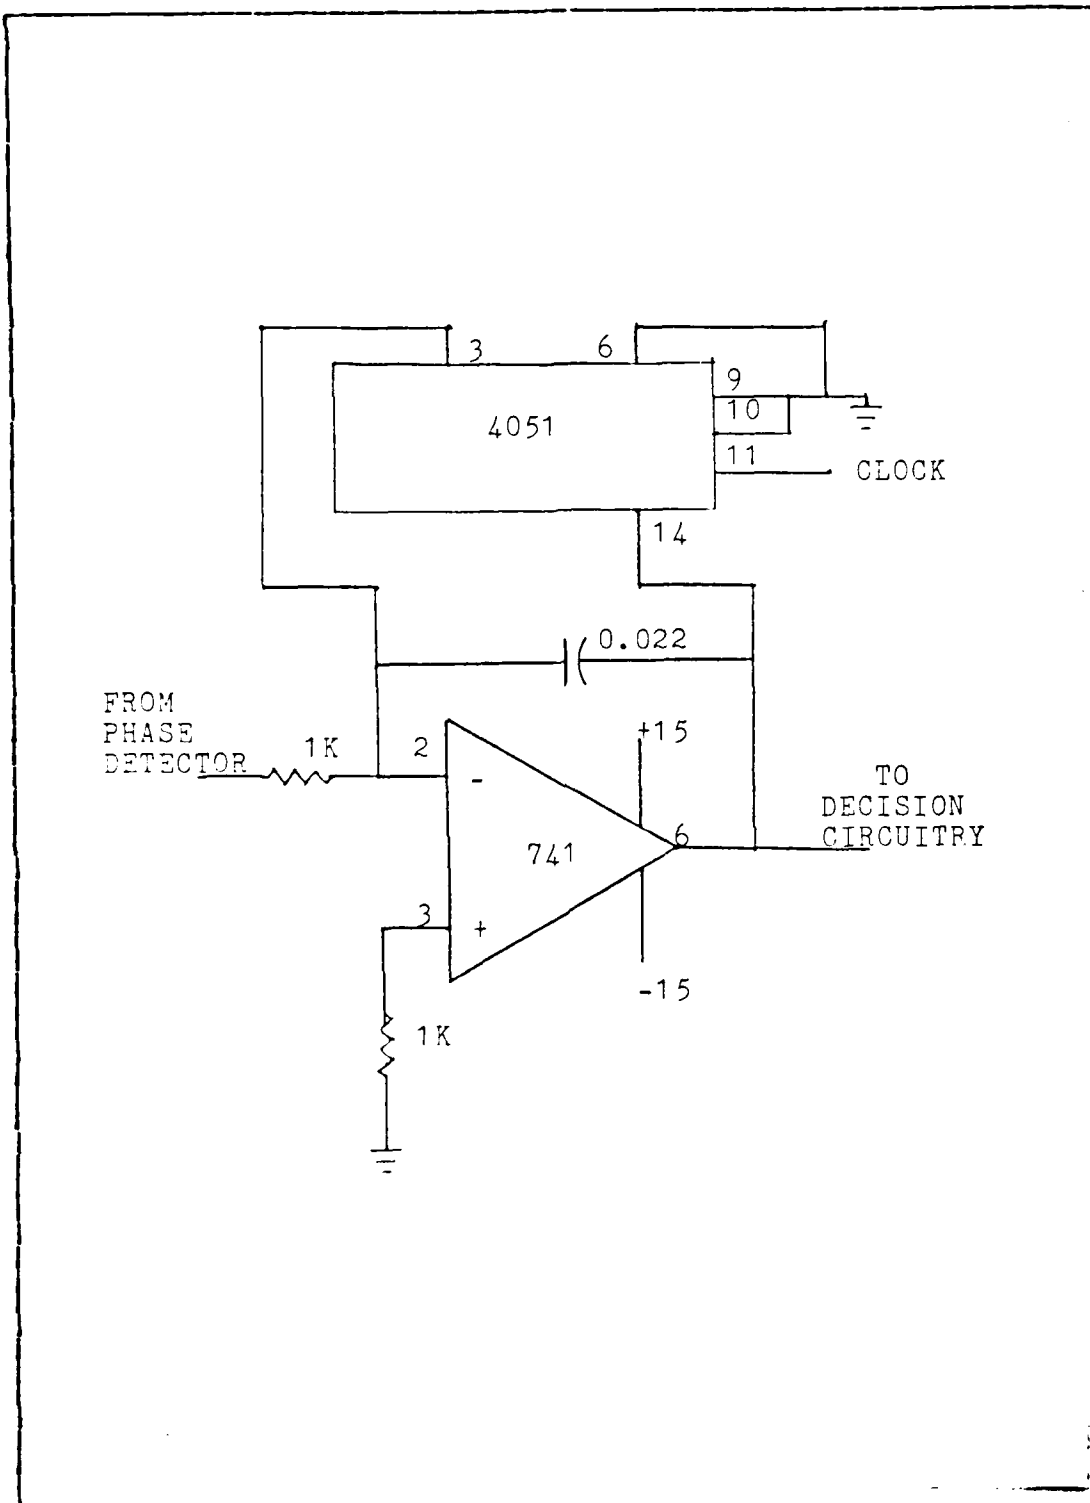 3
6
9
10
4051
11
CLOCK
14
0.022
FROM
PHASE
DETECTOR
1K
2
+15
-
TO
DECISION
CIRCUITRY
6
741
3
+
-15
1K